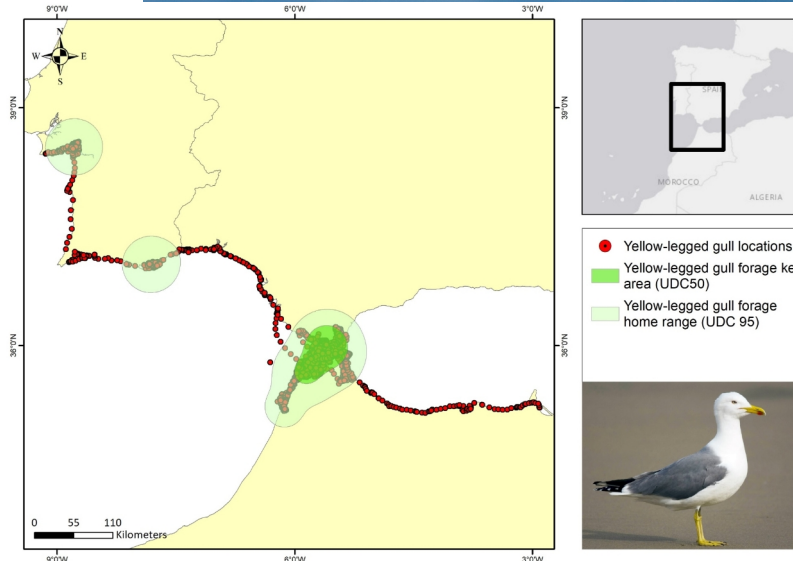 9°0'W 6°0'W 3°0'W
N
W E
S
39°0'N 39°0'N
36°0'N 36°0'N
0 55 110
Kilometers
9°0'W 6°0'W 3°0'W
SPAIN
MOROCCO
ALGERIA
Yellow-legged gull locations
Yellow-legged gull forage ke
area (UDC50)
Yellow-legged gull forage
home range (UDC 95)